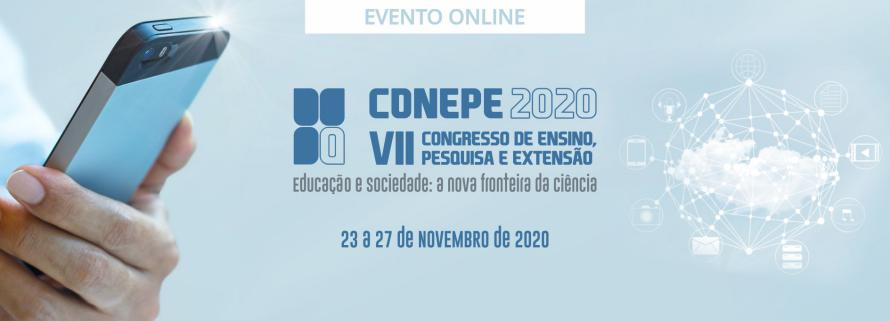 EVENTO ONLINE
CONEPE 2020
VII CONGRESSO DE ENSINO,
PESQUISA E EXTENSÃO
Educação e sociedade: a nova fronteira da ciência
23 a 27 de NOVEMBRO de 2020